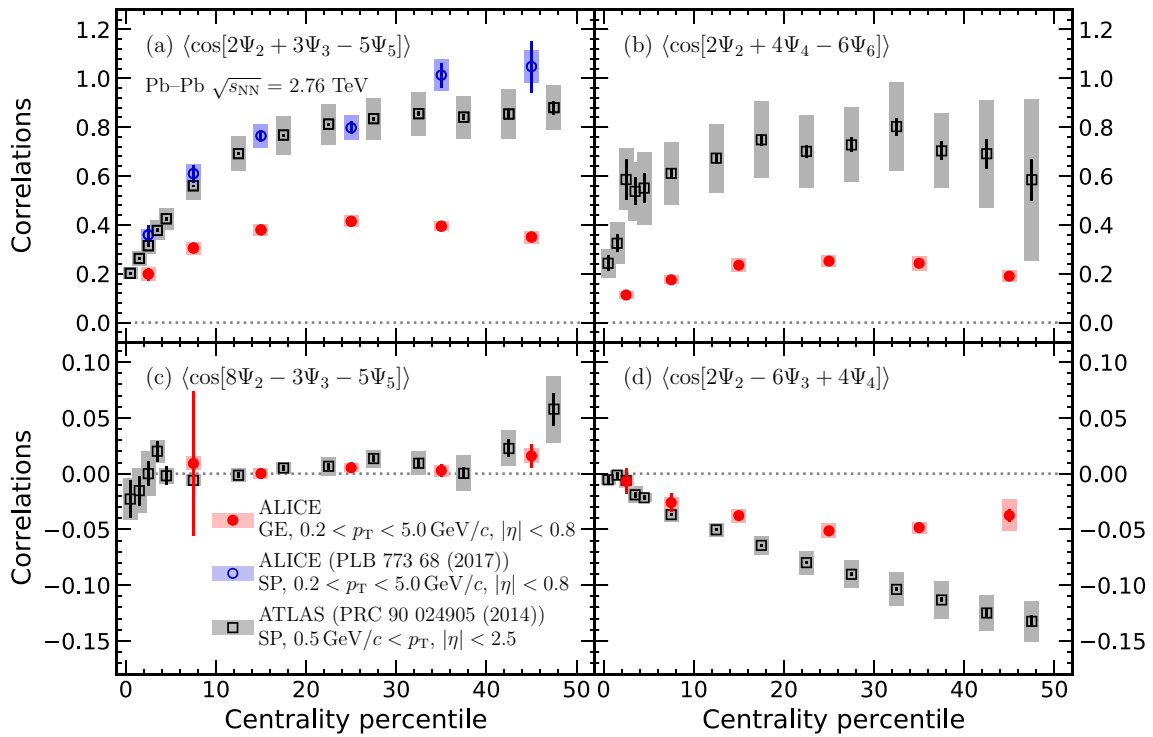 (a) ⟨cos[2Ψ₂ + 3Ψ₃ − 5Ψ₅]⟩
Pb–Pb √s_NN = 2.76 TeV
(b) ⟨cos[2Ψ₂ + 4Ψ₄ − 6Ψ₆]⟩
Correlations
1.2
1.0
0.8
0.6
0.4
0.2
0.0
1.2
1.0
0.8
0.6
0.4
0.2
0.0
(c) ⟨cos[8Ψ₂ − 3Ψ₃ − 5Ψ₅]⟩
(d) ⟨cos[2Ψ₂ − 6Ψ₃ + 4Ψ₄]⟩
Correlations
0.10
0.05
0.00
−0.05
−0.10
−0.15
0.10
0.05
0.00
−0.05
−0.10
−0.15
ALICE
GE, 0.2 < p_T < 5.0 GeV/c, |η| < 0.8
ALICE (PLB 773 68 (2017))
SP, 0.2 < p_T < 5.0 GeV/c, |η| < 0.8
ATLAS (PRC 90 024905 (2014))
SP, 0.5 GeV/c < p_T, |η| < 2.5
0 10 20 30 40 50
0 10 20 30 40 50
Centrality percentile
Centrality percentile